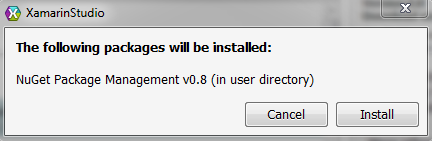 XamarinStudio
The following packages will be installed:
NuGet Package Management v0.8 (in user directory)
Cancel Install